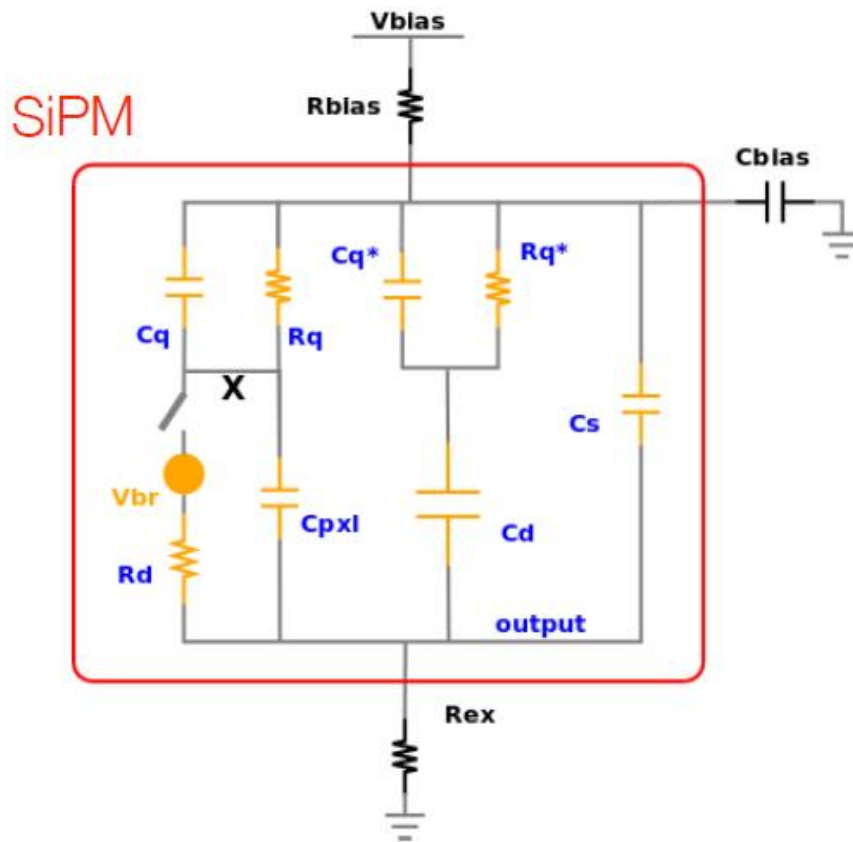 Vbias
SiPM
Rbias
Cbias
Cq*
Rq*
Cq
Rq
X
Cs
Vbr
Cpxl
Cd
Rd
output
Rex